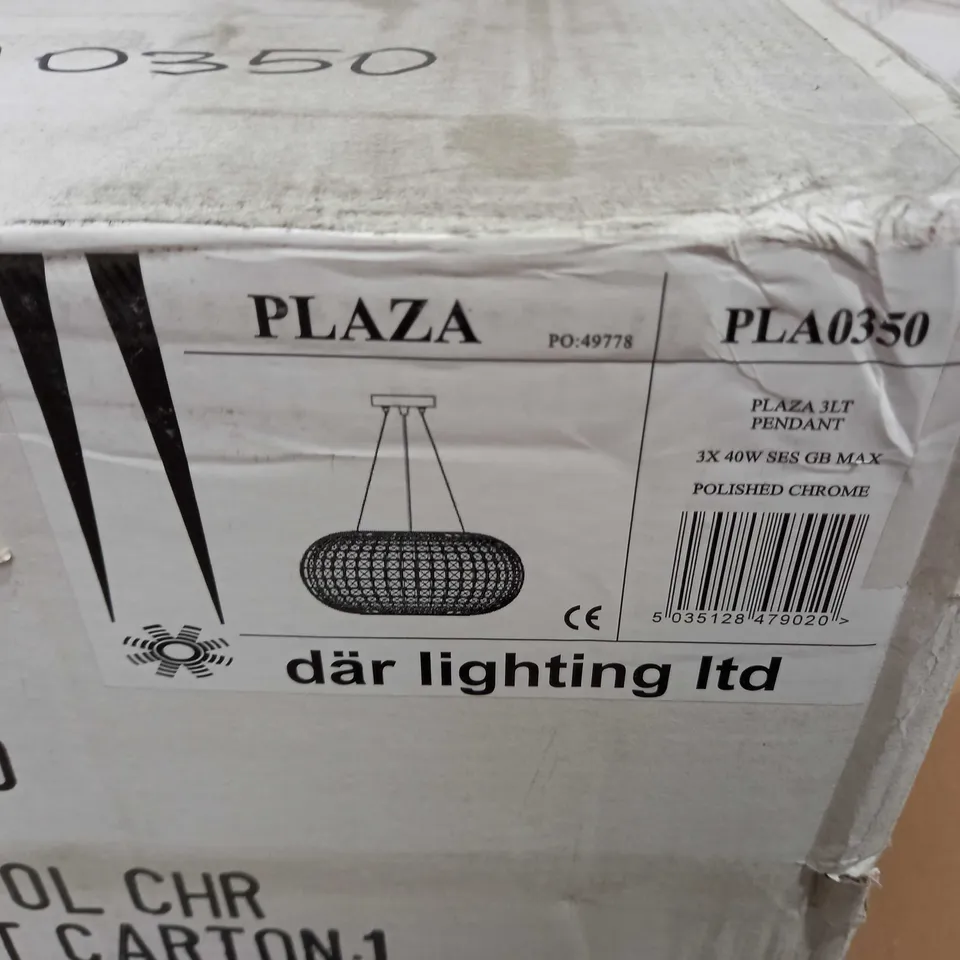 0350
PLAZA
PO:49778
PLA0350
PLAZA 3LT
PENDANT
3X 40W SES GB MAX
POLISHED CHROME
5 035128 479020 >
CE
där lighting ltd
OL CHR
T CARTON.1